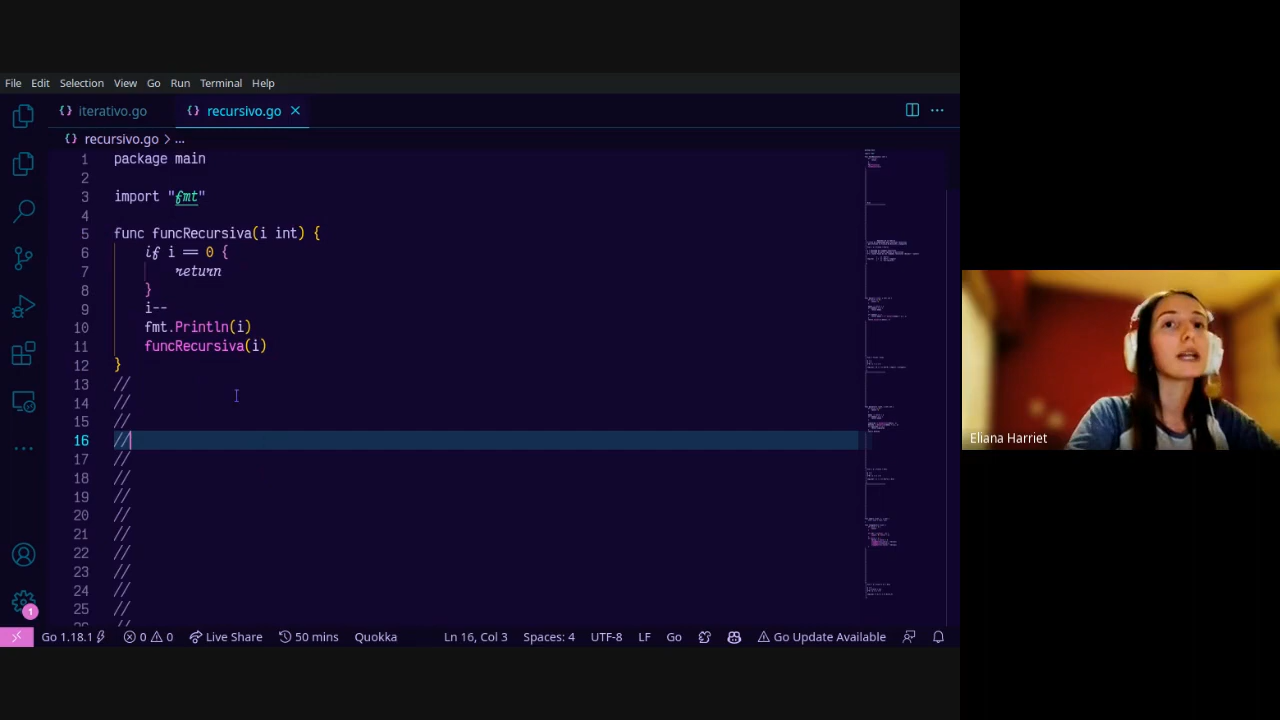 File Edit Selection View Go Run Terminal Help
iterativo.go recursivo.go
recursivo.go > ...
1 package main
2
3 import "fmt"
4
5 func funcRecursiva(i int) {
6 if i == 0 {
7 return
8 }
9 i--
10 fmt.Println(i)
11 funcRecursiva(i)
12 }
13 //
14 //
15 //
16 //
17 //
18 //
19 //
20 //
21 //
22 //
23 //
24 //
25 //
Eliana Harriet
1
Go 1.18.1 0 0 Live Share 50 mins Quokka Ln 16, Col 3 Spaces: 4 UTF-8 LF Go Go Update Available